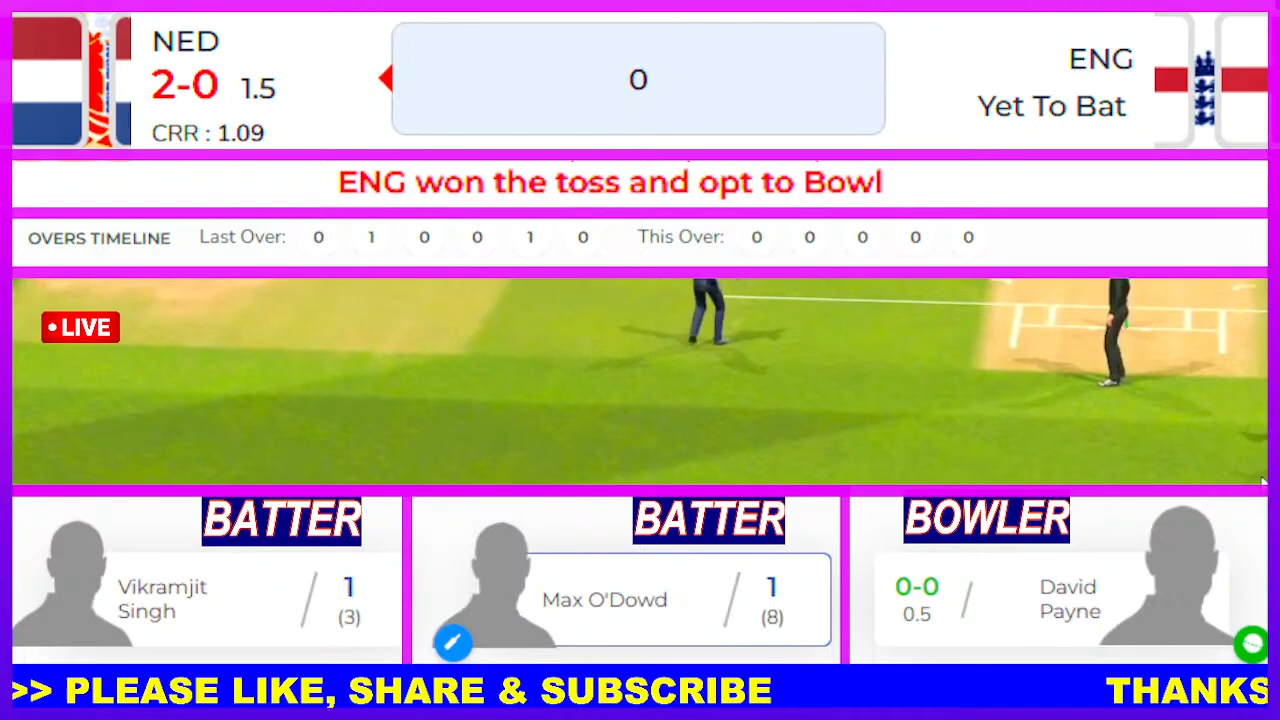 NED
2-0 1.5
CRR : 1.09
0
ENG
Yet To Bat
ENG won the toss and opt to Bowl
OVERS TIMELINE Last Over: 0 1 0 0 1 0 This Over: 0 0 0 0 0
• LIVE
BATTER
Vikramjit
Singh
1
(3)
BATTER
Max O'Dowd
1
(8)
BOWLER
0-0
0.5
David
Payne
>> PLEASE LIKE, SHARE & SUBSCRIBE THANKS